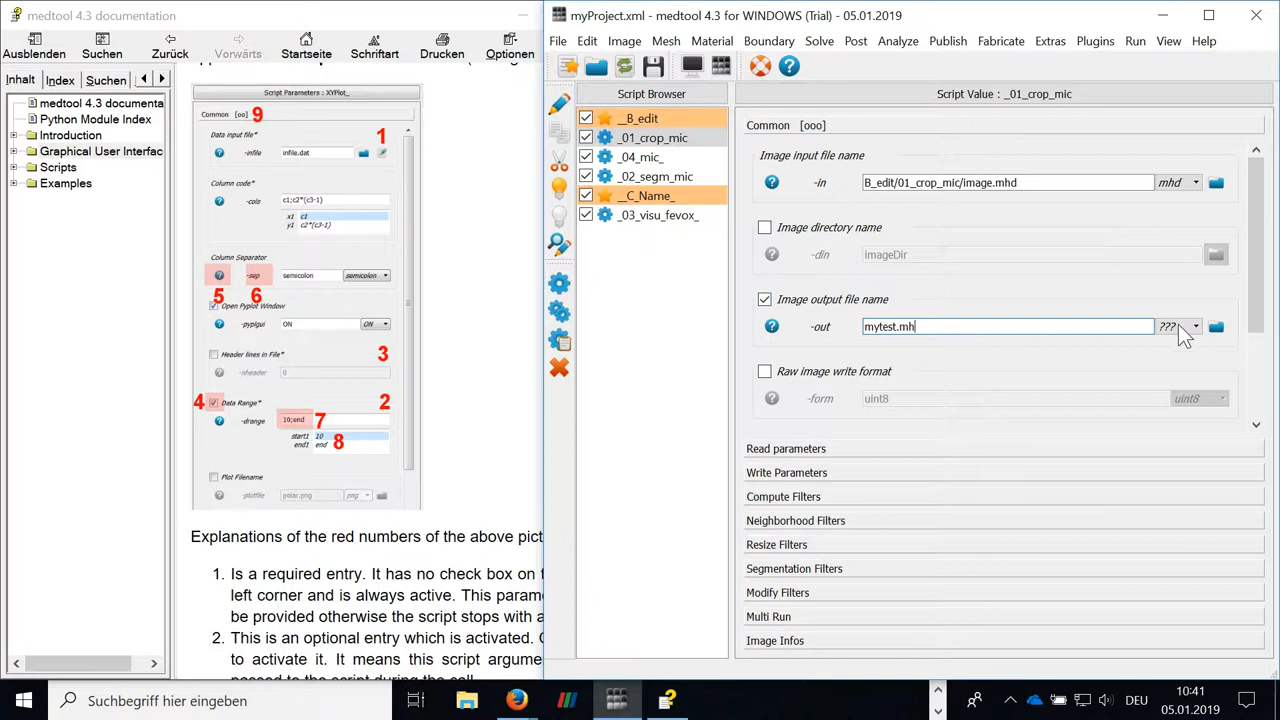 medtool 4.3 documentation
Ausblenden
Suchen
Zurück
Vorwärts
Startseite
Schriftart
Drucken
Optionen
Inhalt
Index
Suchen
medtool 4.3 documenta
Python Module Index
Introduction
Graphical User Interfac
Scripts
Examples
Script Parameters : XYPlot_
Common [oo] 9
Data input file*
1
-infile
infile.dat
Column code*
-cols
c1;c2*(c3-1)
x1 c1
y1 c2*(c3-1)
Column Separator
-sep
semicolon
semicolon
5
6
Open Pyplot Window
-pyplgui
ON
ON
Header lines in File*
3
-nheader
0
4
Data Range*
2
-drange
10;end
7
start1 10
end1 end
8
Plot Filename
-plotfile
polar.png
png
Explanations of the red numbers of the above pict
1. Is a required entry. It has no check box on t
left corner and is always active. This parame
be provided otherwise the script stops with a
2. This is an optional entry which is activated. C
to activate it. It means this script argume
passed to the script during the call.
myProject.xml - medtool 4.3 for WINDOWS (Trial) - 05.01.2019
File
Edit
Image
Mesh
Material
Boundary
Solve
Post
Analyze
Publish
Fabricate
Extras
Plugins
Run
View
Help
Script Browser
__B_edit
_01_crop_mic
_04_mic_
_02_segm_mic
__C_Name_
_03_visu_fevox_
Script Value : _01_crop_mic
Common [ooo]
Image input file name
-in
B_edit/01_crop_mic/image.mhd
mhd
Image directory name
-din
imageDir
Image output file name
-out
mytest.mh
???
Raw image write format
-form
uint8
uint8
Read parameters
Write Parameters
Compute Filters
Neighborhood Filters
Resize Filters
Segmentation Filters
Modify Filters
Multi Run
Image Infos
Suchbegriff hier eingeben
DEU
10:41
05.01.2019